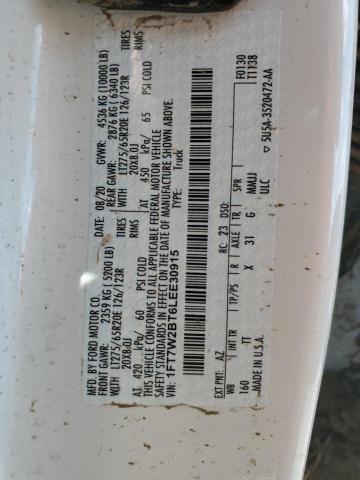 MFD. BY FORD MOTOR CO.
DATE: 08/20 GVWR: 4536 KG (10000 LB)
FRONT GAWR: 2359 KG (5200 LB) REAR GAWR: 2876 KG (6340 LB)
WITH LT275/65R20E 126/123R TIRES WITH LT275/65R20E 126/123R TIRES
20X8.0J RIMS 20X8.0J RIMS
AT 420 kPa/ 60 PSI COLD AT 450 kPa/ 65 PSI COLD
THIS VEHICLE CONFORMS TO ALL APPLICABLE FEDERAL MOTOR VEHICLE
SAFETY STANDARDS IN EFFECT ON THE DATE OF MANUFACTURE SHOWN ABOVE.
VIN: 1FT7W2BT6LEE30915
TYPE: Truck
F0130
T1138
EXT PNT: AZ RC: 23 DSO:
WB INT TR TP/PS R AXLE TR SPR
160 TT X 31 G MMUJ
MADE IN U.S.A. ULC
▽ 5U5A-3520472-AA